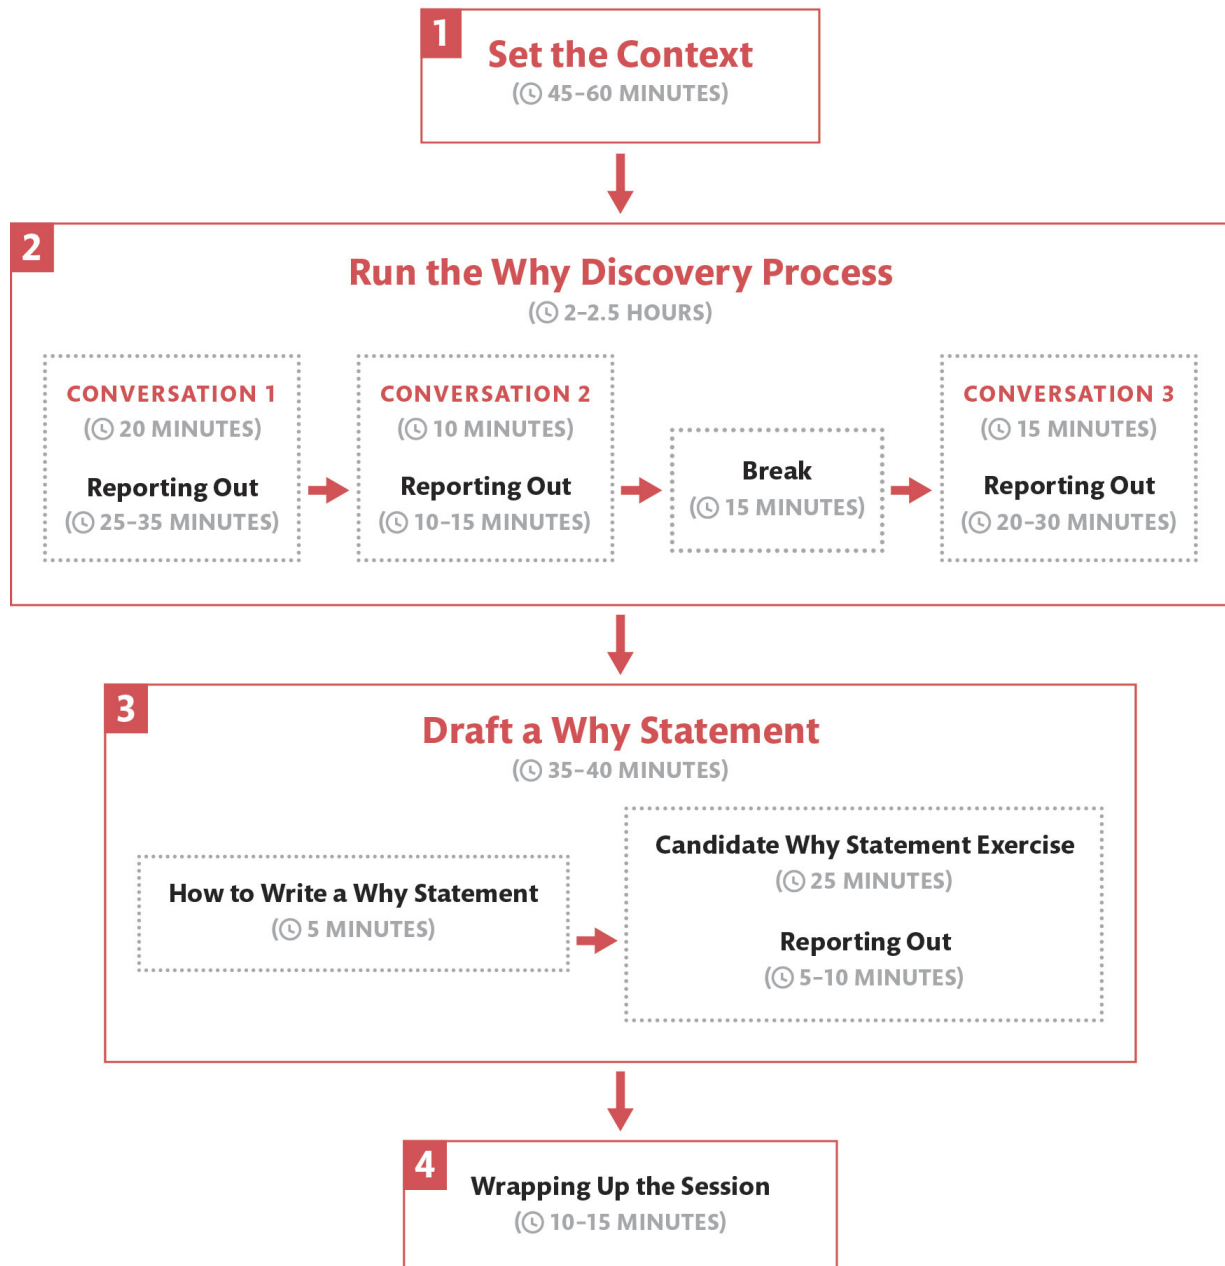 1
Set the Context
(45–60 MINUTES)
2
Run the Why Discovery Process
(2–2.5 HOURS)
CONVERSATION 1
(20 MINUTES)
Reporting Out
(25–35 MINUTES)
CONVERSATION 2
(10 MINUTES)
Reporting Out
(10–15 MINUTES)
Break
(15 MINUTES)
CONVERSATION 3
(15 MINUTES)
Reporting Out
(20–30 MINUTES)
3
Draft a Why Statement
(35–40 MINUTES)
How to Write a Why Statement
(5 MINUTES)
Candidate Why Statement Exercise
(25 MINUTES)
Reporting Out
(5–10 MINUTES)
4
Wrapping Up the Session
(10–15 MINUTES)